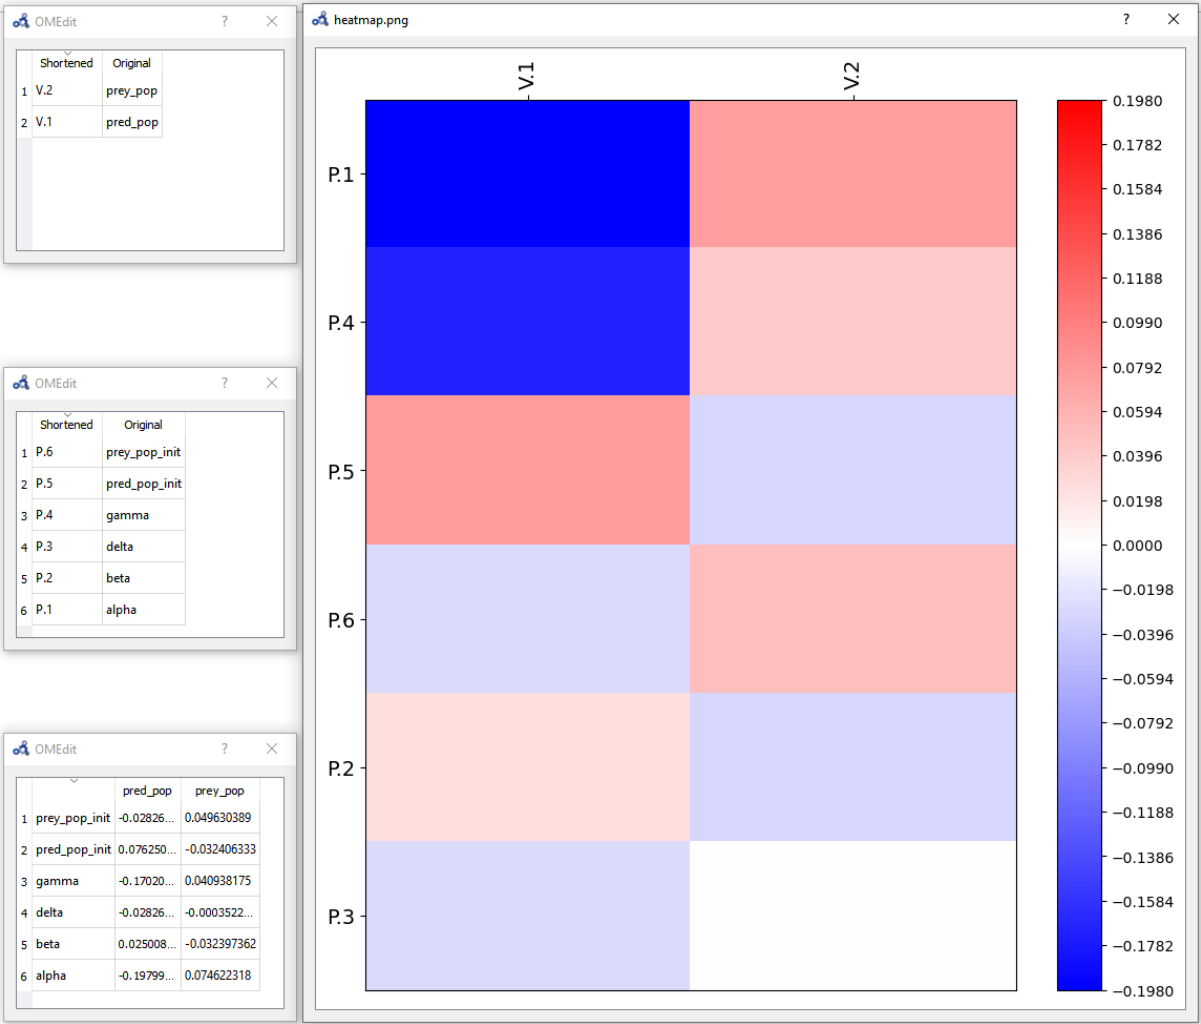 OMEdit ? ×
Shortened Original
1 V.2 prey_pop
2 V.1 pred_pop
OMEdit ? ×
Shortened Original
1 P.6 prey_pop_init
2 P.5 pred_pop_init
3 P.4 gamma
4 P.3 delta
5 P.2 beta
6 P.1 alpha
OMEdit ? ×
pred_pop prey_pop
1 prey_pop_init -0.02826... 0.049630389
2 pred_pop_init 0.076250... -0.032406333
3 gamma -0.17020... 0.040938175
4 delta -0.02826... -0.0003522...
5 beta 0.025008... -0.032397362
6 alpha -0.19799... 0.074622318
heatmap.png ? ×
V.1 V.2
P.1
P.4
P.5
P.6
P.2
P.3
0.1980
0.1782
0.1584
0.1386
0.1188
0.0990
0.0792
0.0594
0.0396
0.0198
0.0000
−0.0198
−0.0396
−0.0594
−0.0792
−0.0990
−0.1188
−0.1386
−0.1584
−0.1782
−0.1980